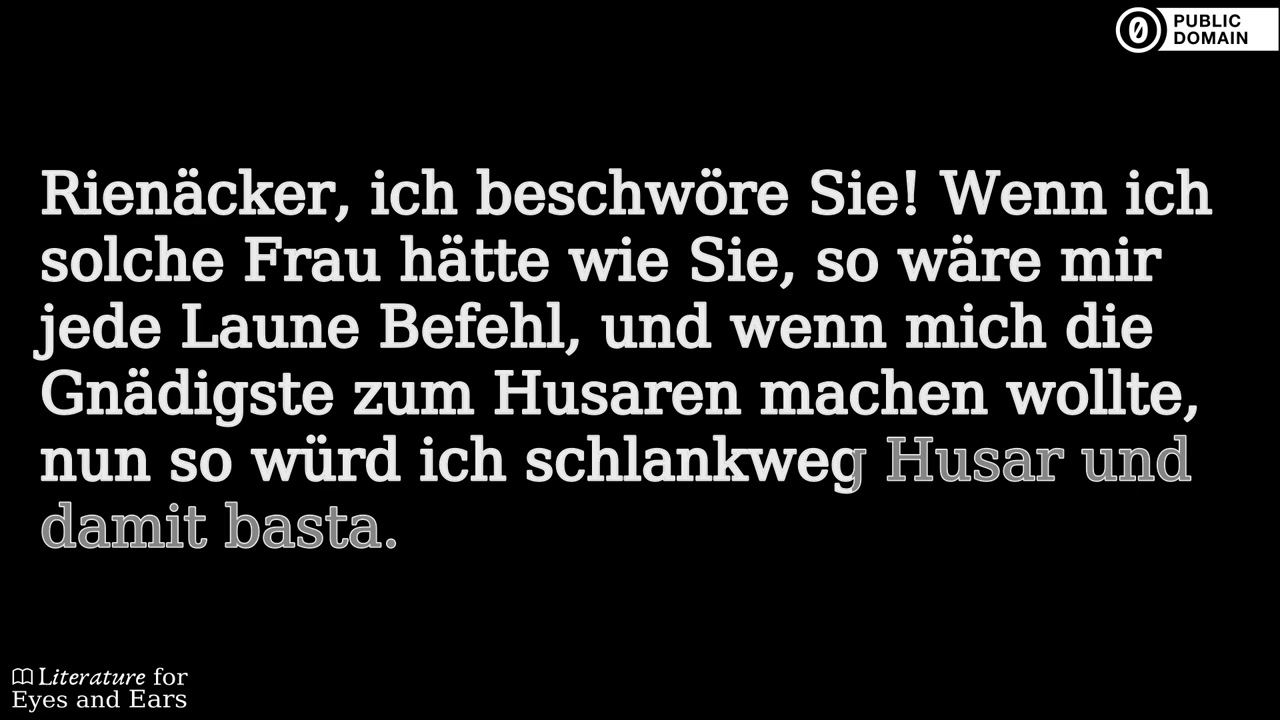 PUBLIC
DOMAIN
Rienäcker, ich beschwöre Sie! Wenn ich
solche Frau hätte wie Sie, so wäre mir
jede Laune Befehl, und wenn mich die
Gnädigste zum Husaren machen wollte,
nun so würd ich schlankweg Husar und
damit basta.
Literature for
Eyes and Ears